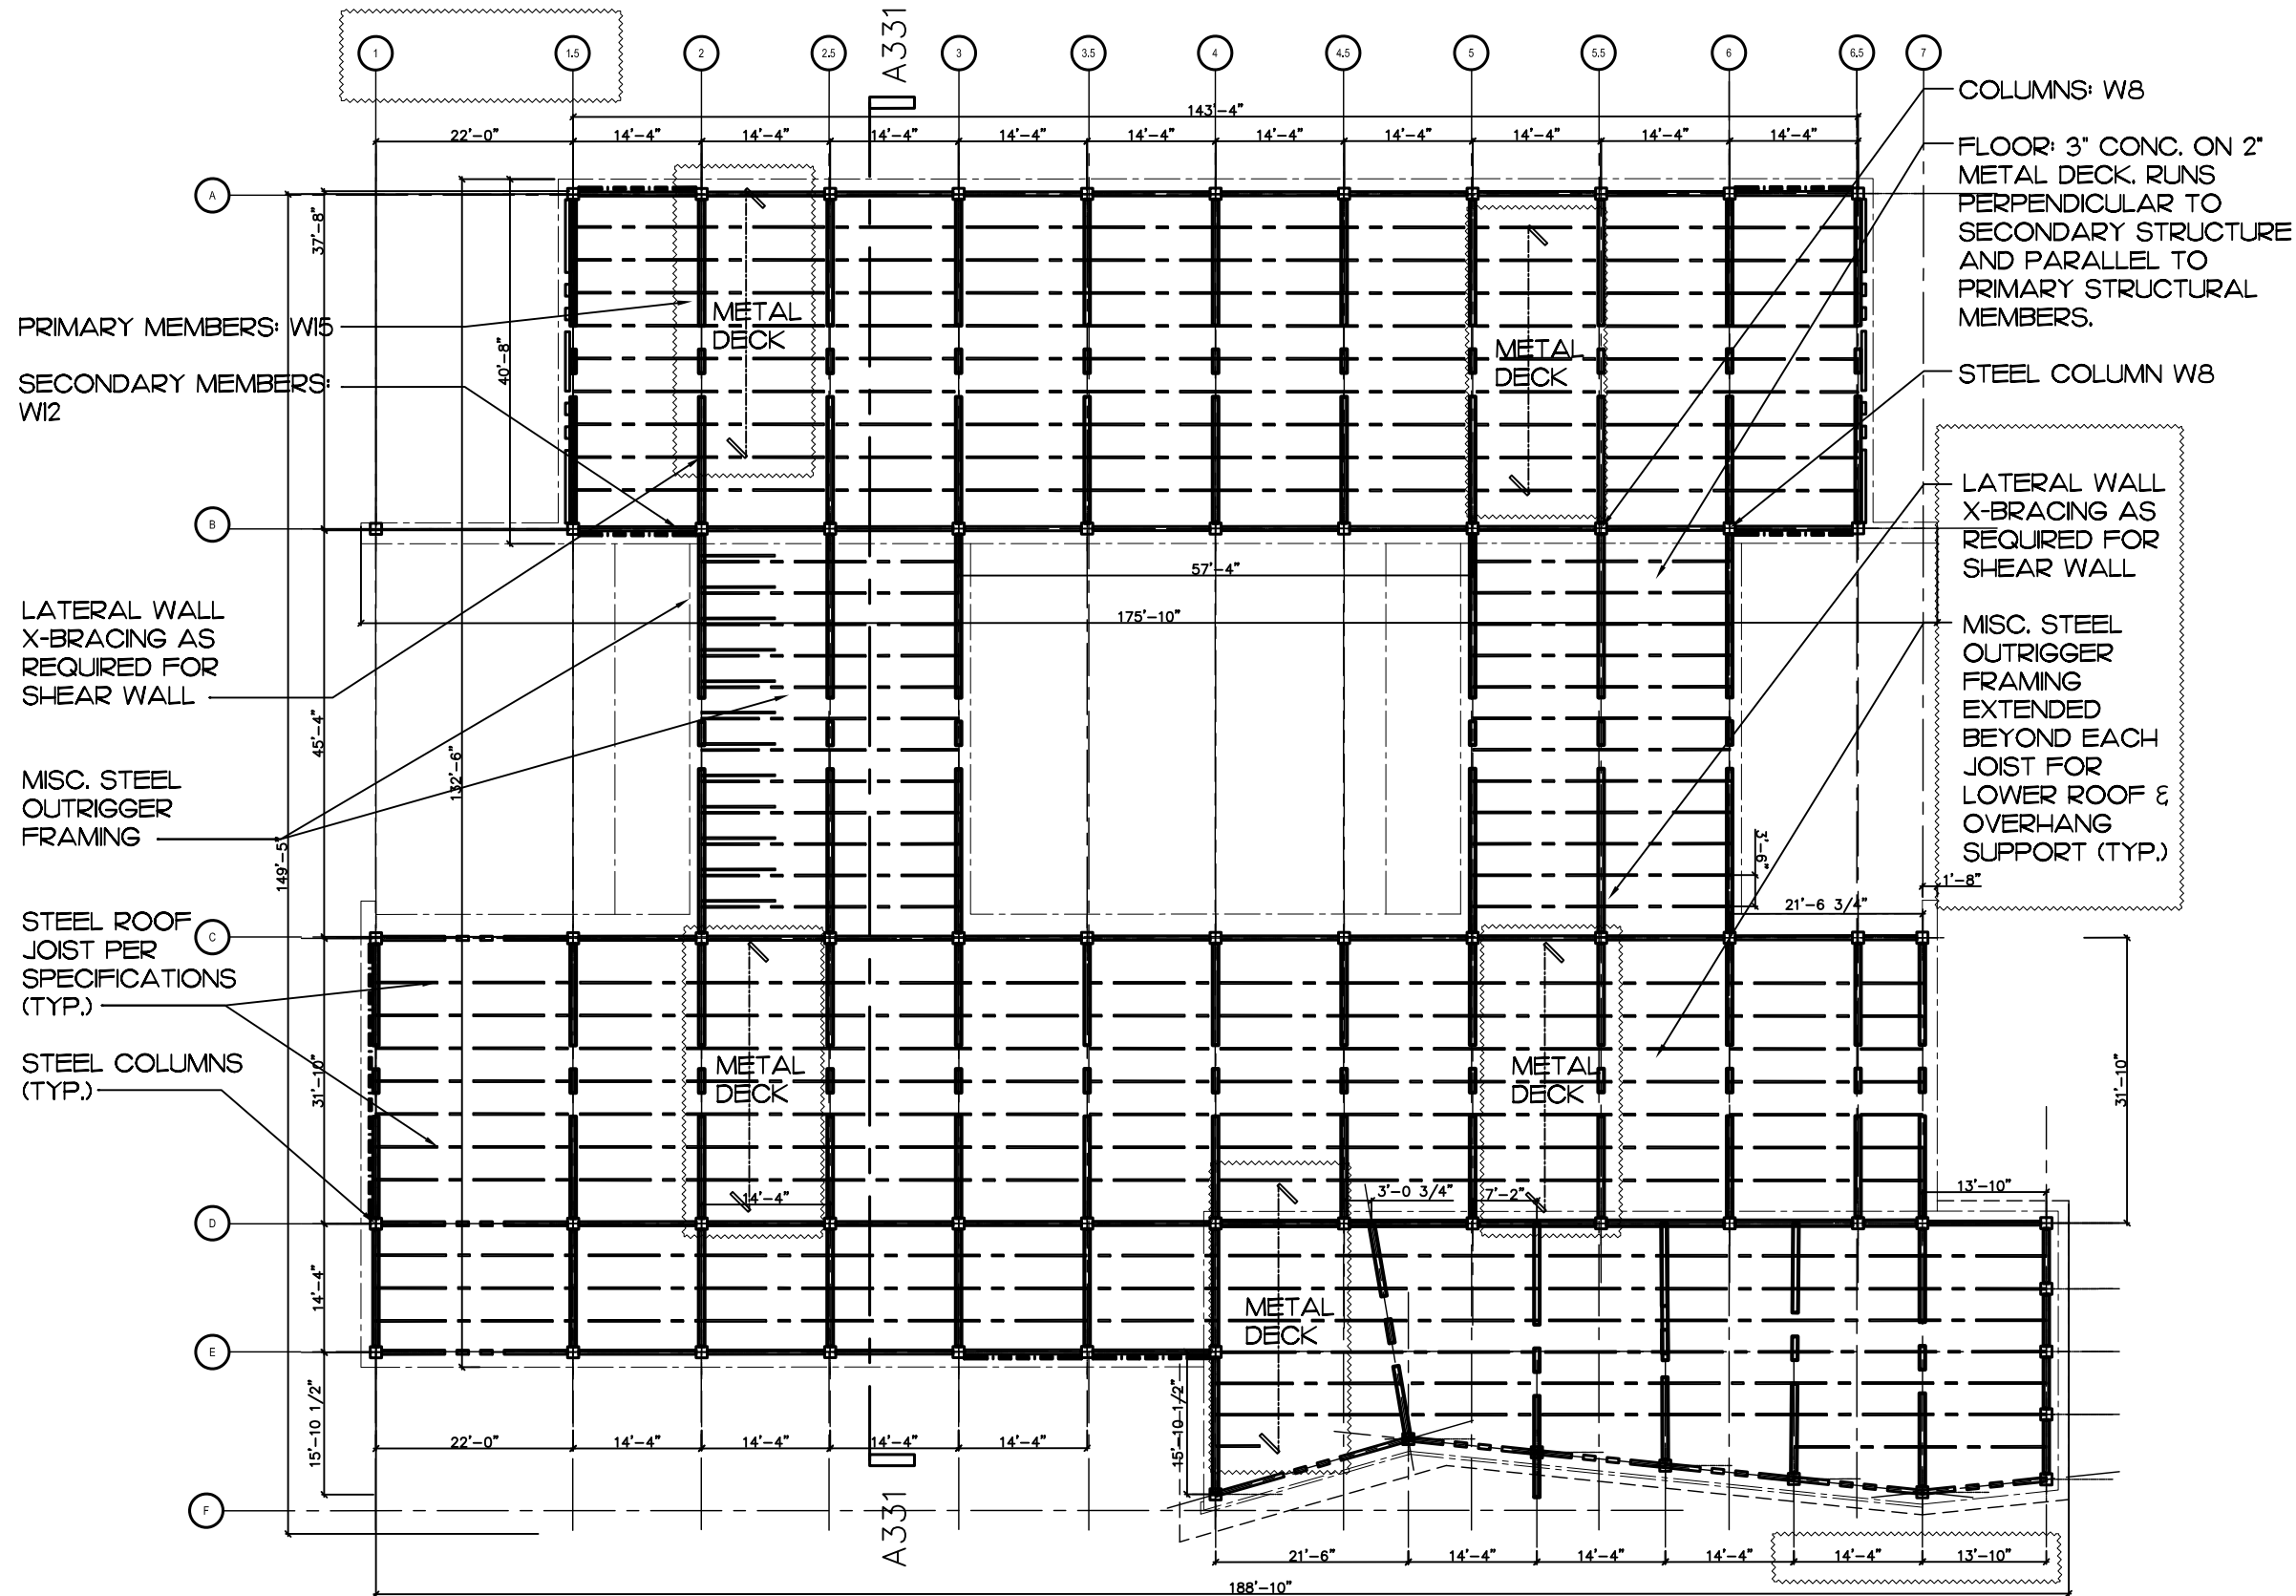 A331
1
1.5
2
2.5
3
3.5
4
4.5
5
5.5
6
6.5
7
143'-4"
22'-0"
14'-4"
14'-4"
14'-4"
14'-4"
14'-4"
14'-4"
14'-4"
14'-4"
14'-4"
14'-4"
COLUMNS: W8
FLOOR: 3" CONC. ON 2"
METAL DECK. RUNS
PERPENDICULAR TO
SECONDARY STRUCTURE
AND PARALLEL TO
PRIMARY STRUCTURAL
MEMBERS.
STEEL COLUMN W8
LATERAL WALL
X-BRACING AS
REQUIRED FOR
SHEAR WALL
MISC. STEEL
OUTRIGGER
FRAMING
EXTENDED
BEYOND EACH
JOIST FOR
LOWER ROOF &
OVERHANG
SUPPORT (TYP.)
A
37'-8"
40'-8"
PRIMARY MEMBERS: W15
SECONDARY MEMBERS:
W12
METAL
DECK
METAL
DECK
B
57'-4"
175'-10"
LATERAL WALL
X-BRACING AS
REQUIRED FOR
SHEAR WALL
45'-4"
132'-6"
149'-5"
MISC. STEEL
OUTRIGGER
FRAMING
3'-6"
1'-8"
21'-6 3/4"
STEEL ROOF
JOIST PER
SPECIFICATIONS
(TYP.)
C
STEEL COLUMNS
(TYP.)
31'-10"
31'-10"
METAL
DECK
METAL
DECK
14'-4"
3'-0 3/4"
7'-2"
13'-10"
D
14'-4"
METAL
DECK
E
15'-10 1/2"
15'-10 1/2"
22'-0"
14'-4"
14'-4"
14'-4"
14'-4"
F
A331
21'-6"
14'-4"
14'-4"
14'-4"
14'-4"
13'-10"
188'-10"